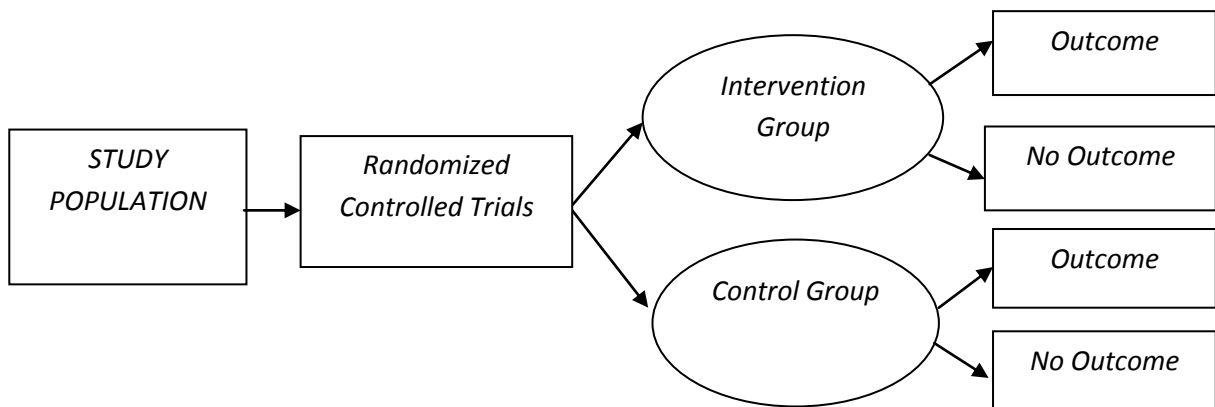 STUDY
POPULATION
Randomized
Controlled Trials
Intervention
Group
Outcome
No Outcome
Control Group
Outcome
No Outcome